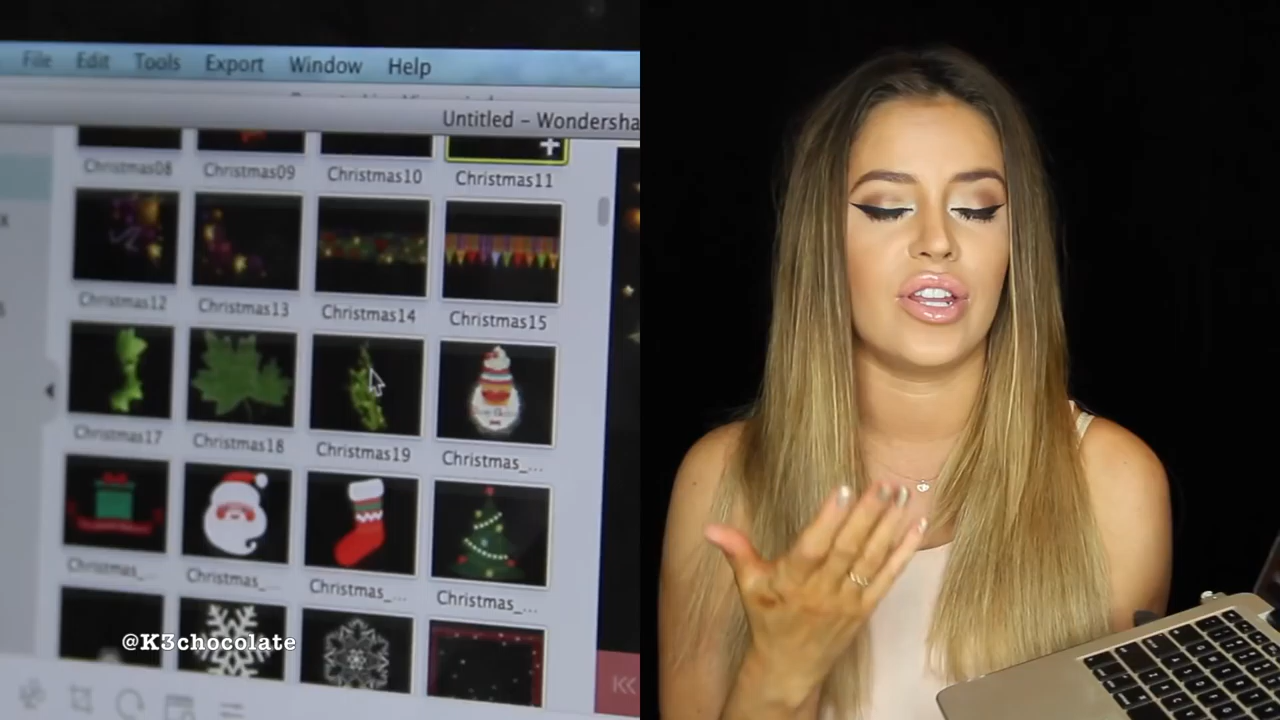 File Edit Tools Export Window Help
Untitled – Wondersha
Christmas08 Christmas09 Christmas10 Christmas11
Christmas12 Christmas13 Christmas14 Christmas15
Christmas17 Christmas18 Christmas19 Christmas_...
Christmas_... Christmas_... Christmas_... Christmas_...
@K3chocolate